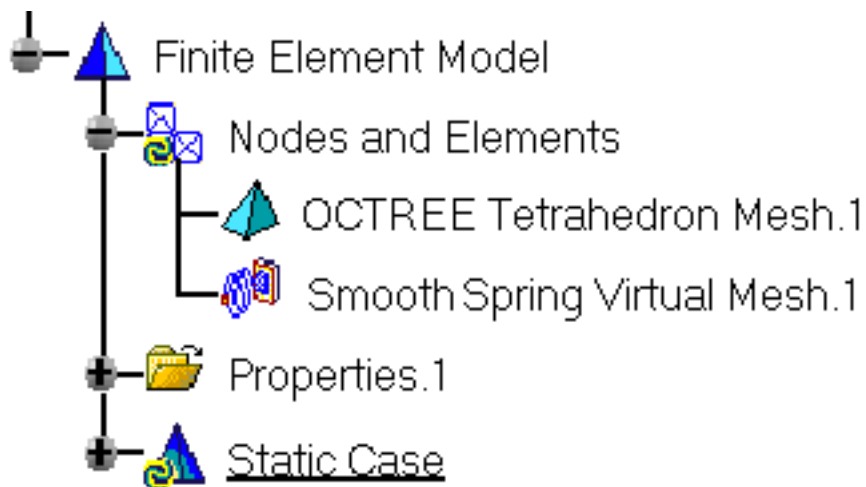 Finite Element Model
Nodes and Elements
OCTREE Tetrahedron Mesh.1
Smooth Spring Virtual Mesh.1
Properties.1
Static Case